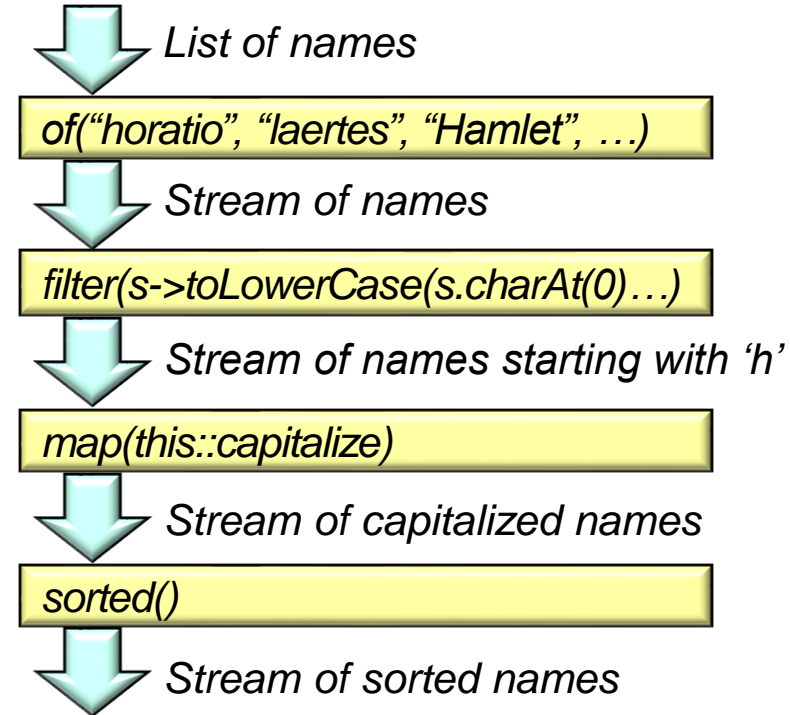 List of names
of(“horatio”, “laertes”, “Hamlet”, …)
Stream of names
filter(s->toLowerCase(s.charAt(0)…)
Stream of names starting with ‘h’
map(this::capitalize)
Stream of capitalized names
sorted()
Stream of sorted names